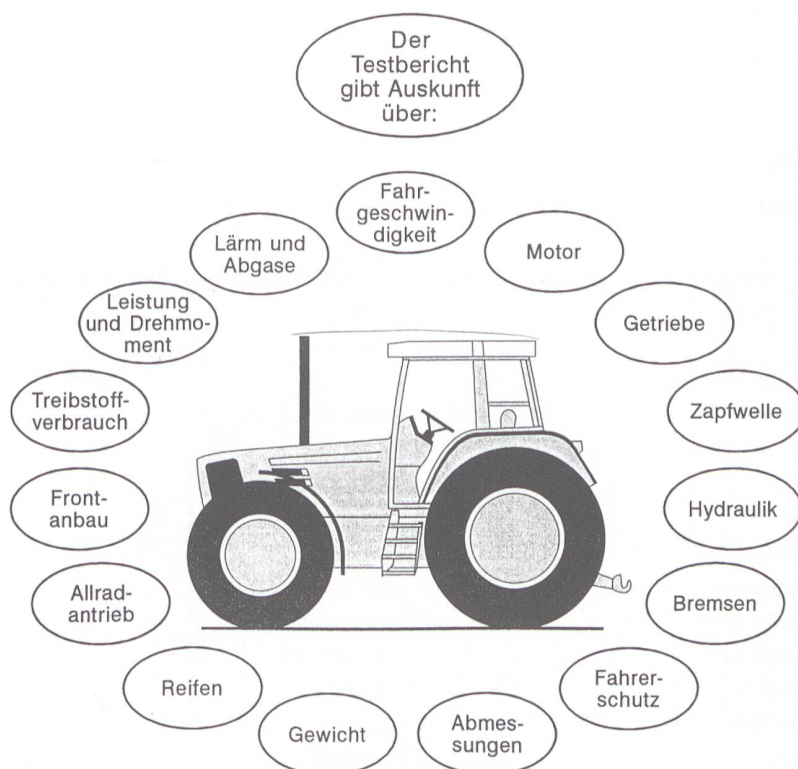 Der
Testbericht
gibt Auskunft
über:
Fahr-
geschwin-
digkeit
Motor
Getriebe
Zapfwelle
Hydraulik
Bremsen
Fahrer-
schutz
Abmes-
sungen
Gewicht
Reifen
Allrad-
antrieb
Front-
anbau
Treibstoff-
verbrauch
Leistung
und Drehmo-
ment
Lärm und
Abgase